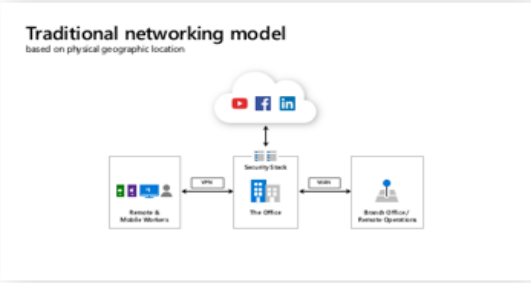 Traditional networking model
based on physical geographic location
in
Security Stack
VPN
WAN
Remote &
Mobile Workers
The Office
Branch Office/
Remote Operations